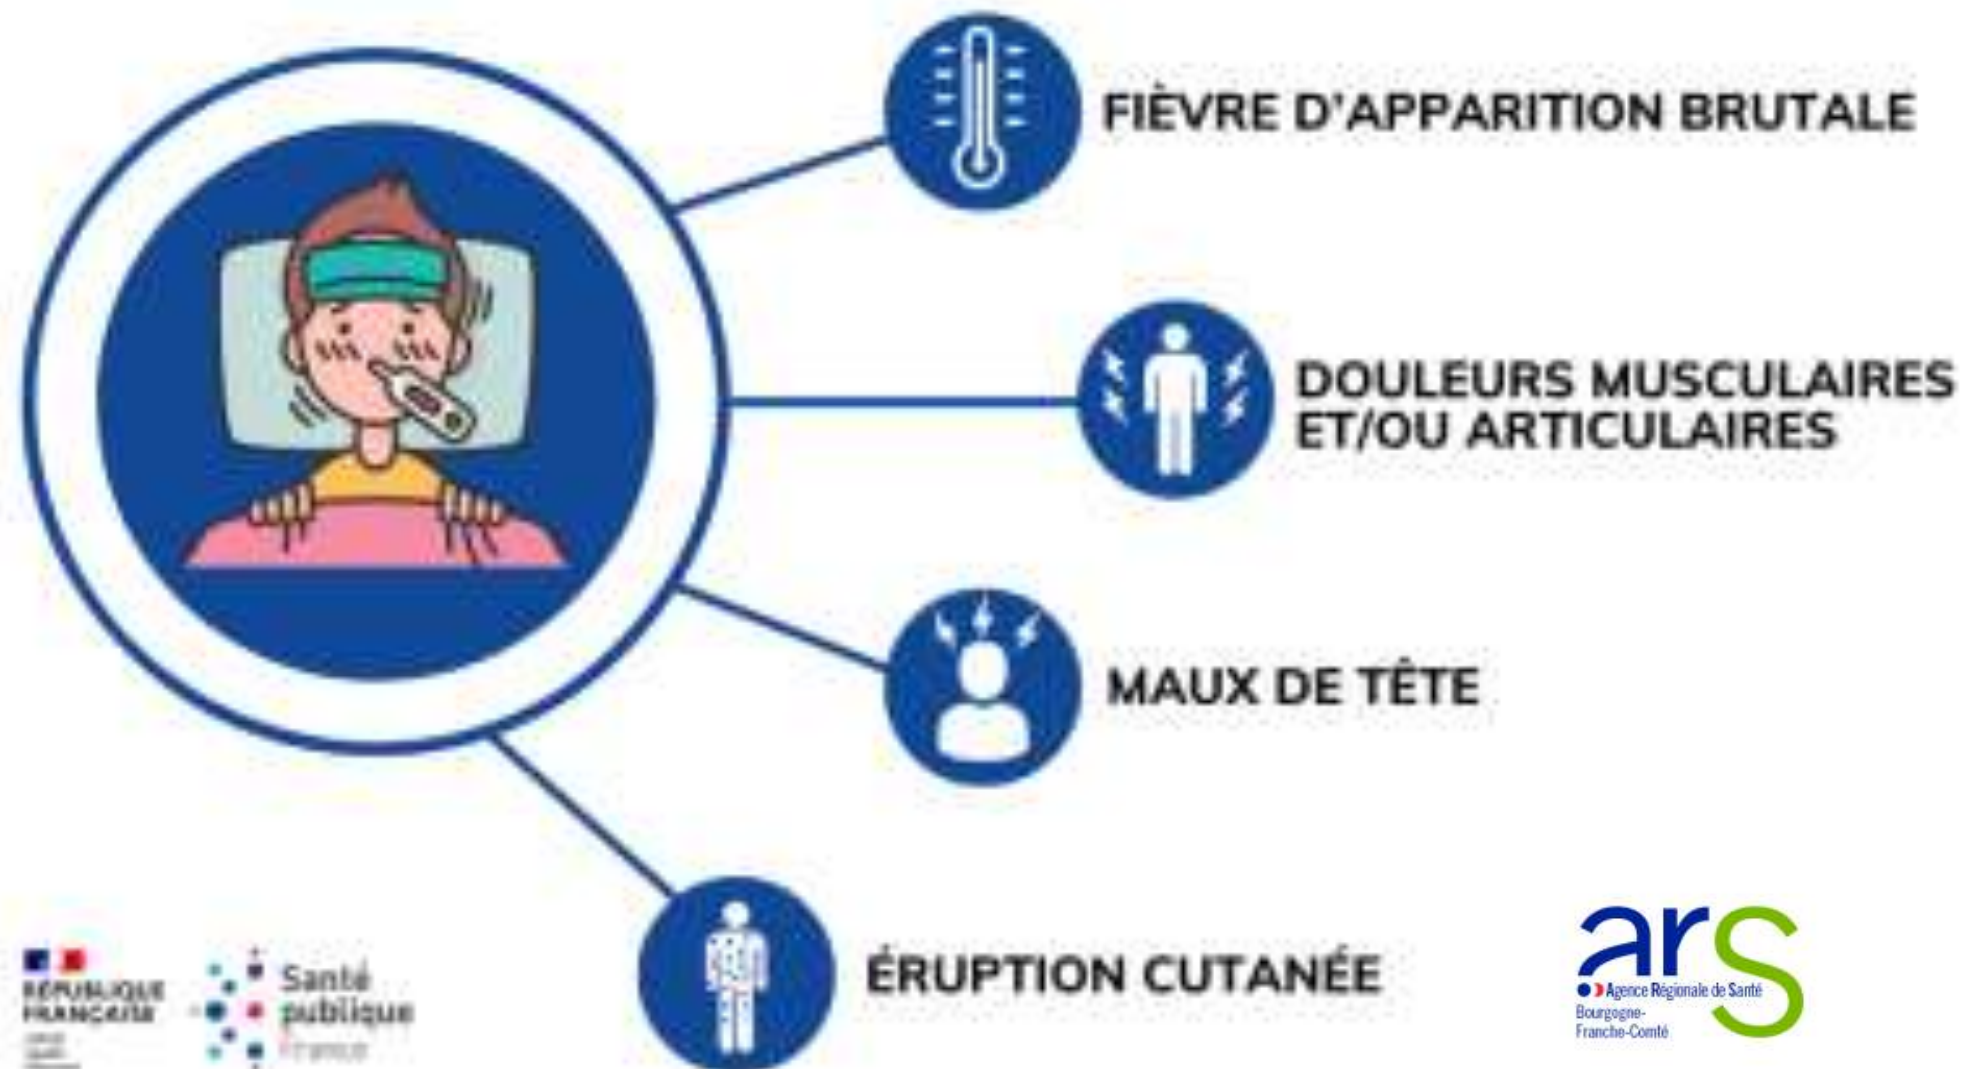 FIÈVRE D'APPARITION BRUTALE
DOULEURS MUSCULAIRES
ET/OU ARTICULAIRES
MAUX DE TÊTE
ÉRUPTION CUTANÉE
RÉPUBLIQUE
FRANÇAISE
Santé
publique
France
ars
Agence Régionale de Santé
Bourgogne-
Franche-Comté